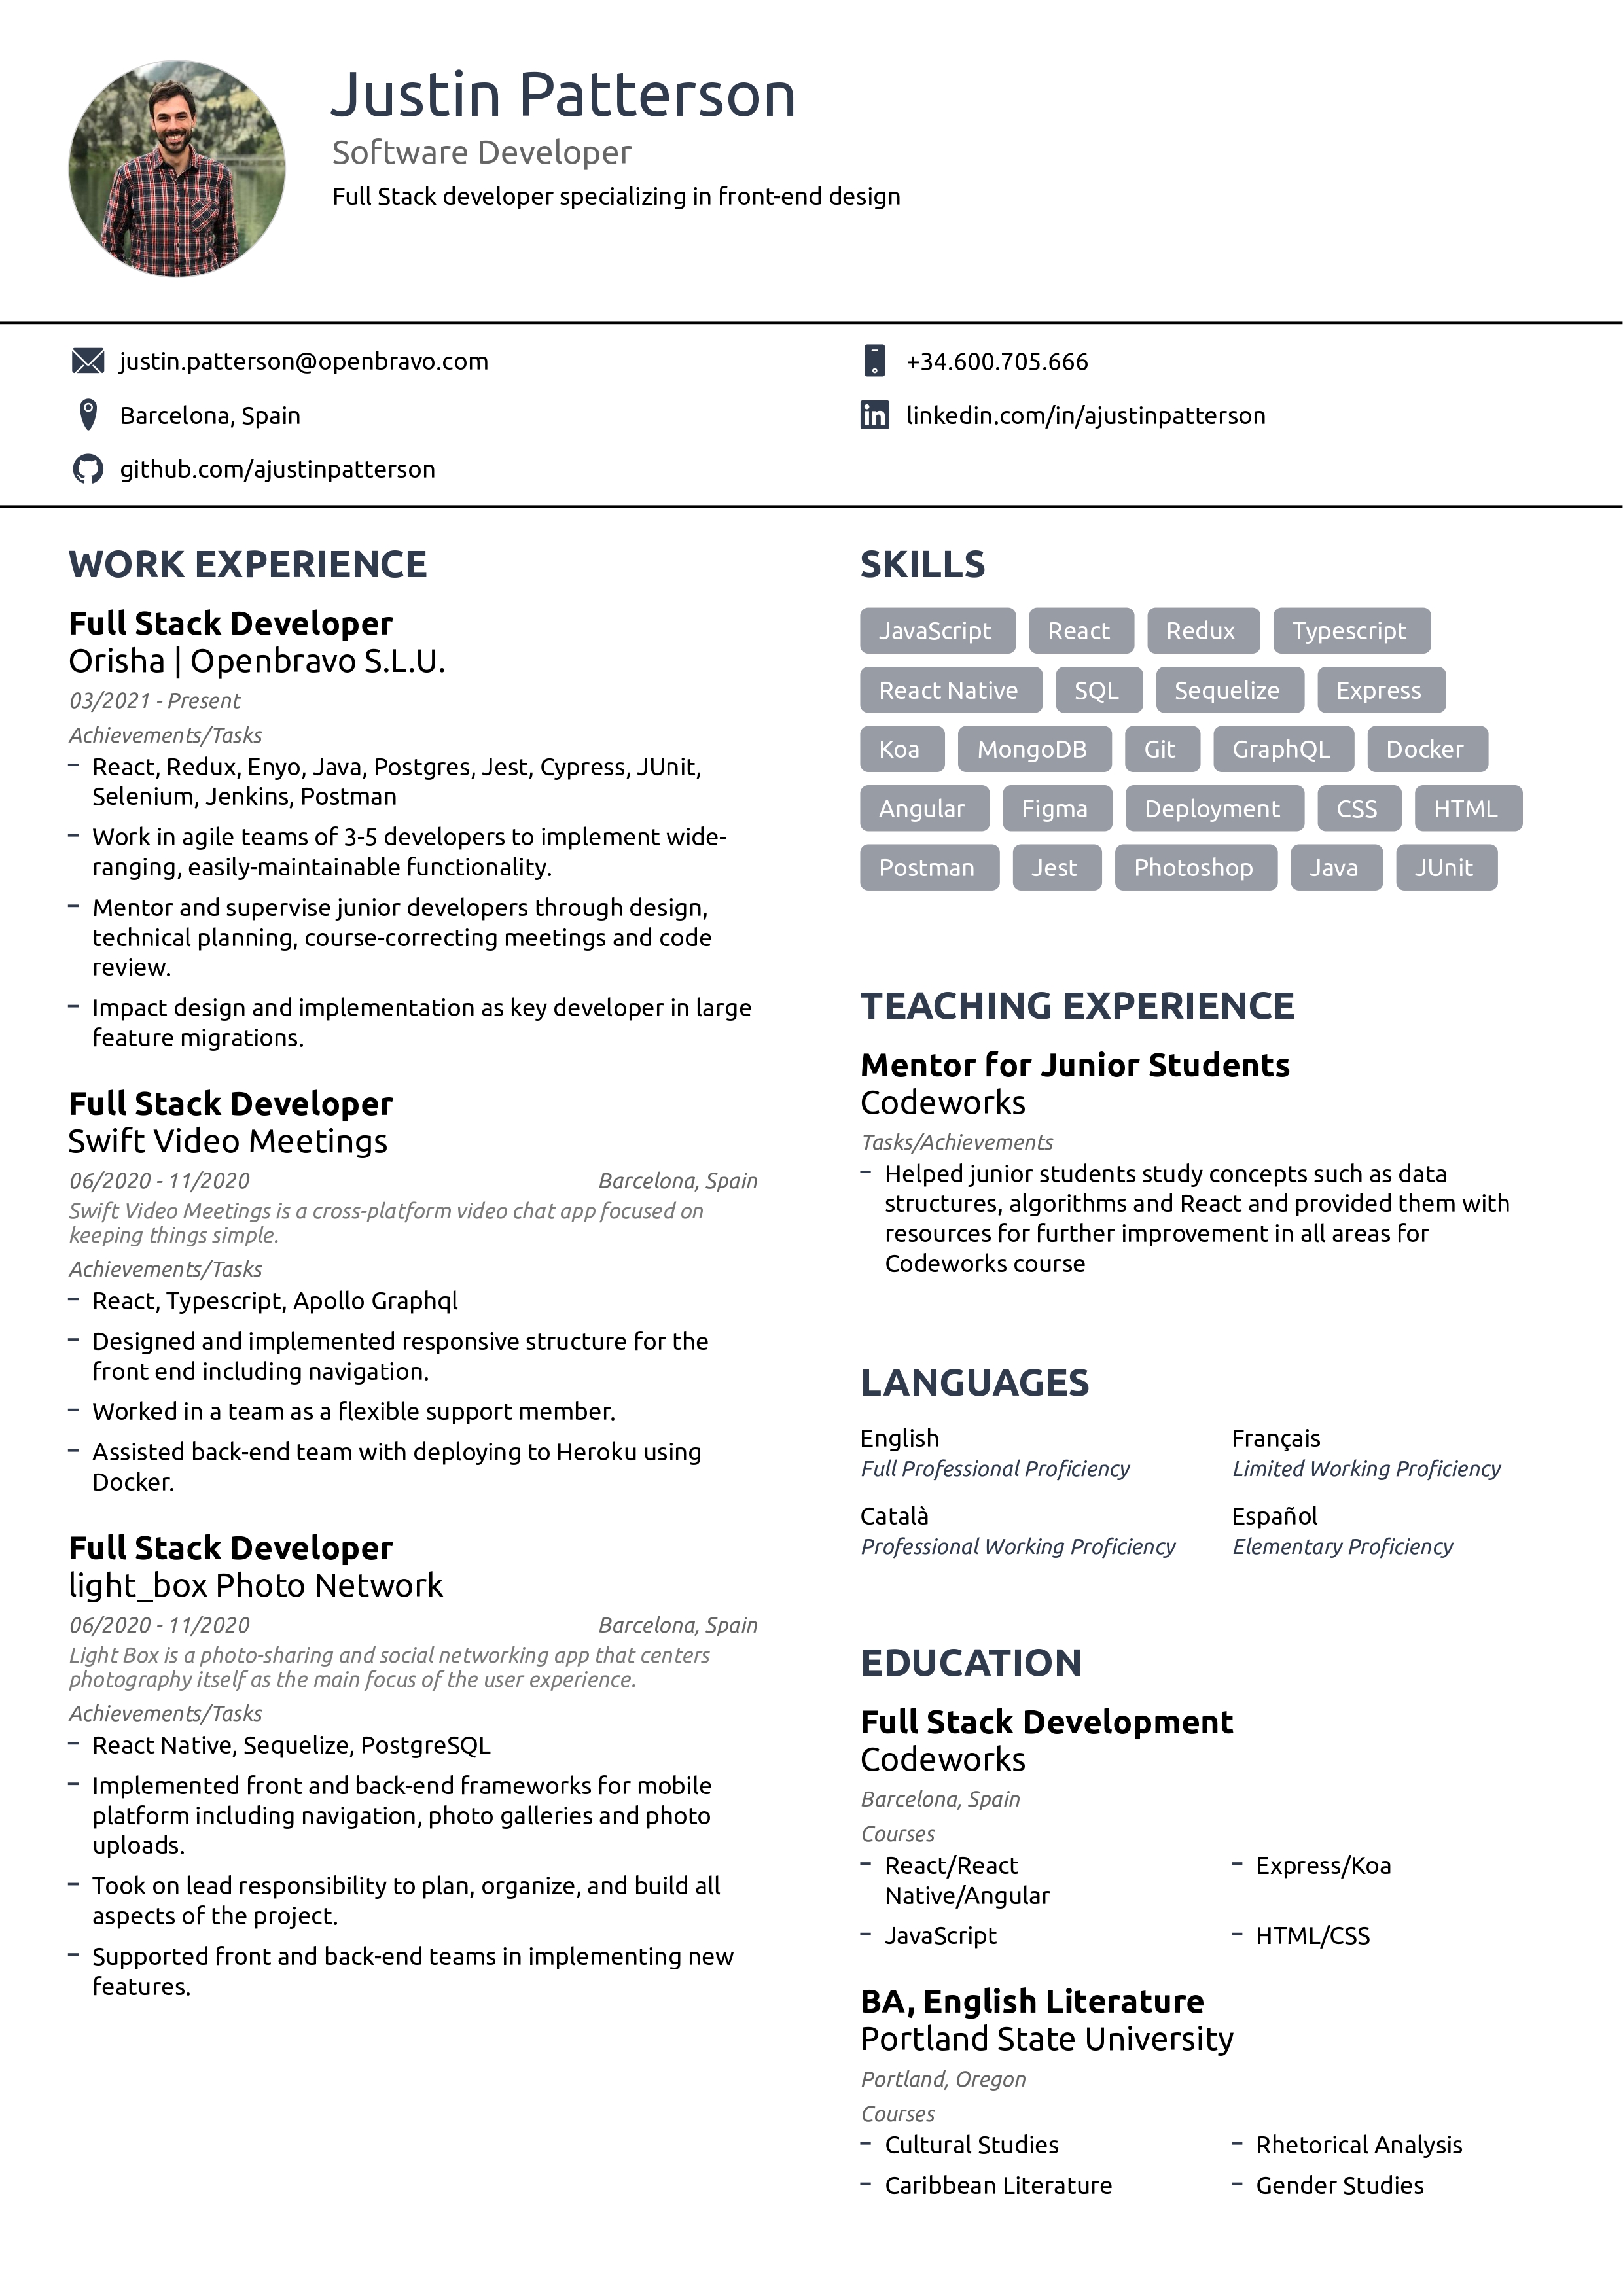 Justin Patterson
Software Developer
Full Stack developer specializing in front-end design
justin.patterson@openbravo.com
+34.600.705.666
Barcelona, Spain
linkedin.com/in/ajustinpatterson
github.com/ajustinpatterson
WORK EXPERIENCE
Full Stack Developer
Orisha | Openbravo S.L.U.
03/2021 - Present
Achievements/Tasks
– React, Redux, Enyo, Java, Postgres, Jest, Cypress, JUnit,
Selenium, Jenkins, Postman
– Work in agile teams of 3-5 developers to implement wide-
ranging, easily-maintainable functionality.
– Mentor and supervise junior developers through design,
technical planning, course-correcting meetings and code
review.
– Impact design and implementation as key developer in large
feature migrations.
Full Stack Developer
Swift Video Meetings
06/2020 - 11/2020 Barcelona, Spain
Swift Video Meetings is a cross-platform video chat app focused on
keeping things simple.
Achievements/Tasks
– React, Typescript, Apollo Graphql
– Designed and implemented responsive structure for the
front end including navigation.
– Worked in a team as a flexible support member.
– Assisted back-end team with deploying to Heroku using
Docker.
Full Stack Developer
light_box Photo Network
06/2020 - 11/2020 Barcelona, Spain
Light Box is a photo-sharing and social networking app that centers
photography itself as the main focus of the user experience.
Achievements/Tasks
– React Native, Sequelize, PostgreSQL
– Implemented front and back-end frameworks for mobile
platform including navigation, photo galleries and photo
uploads.
– Took on lead responsibility to plan, organize, and build all
aspects of the project.
– Supported front and back-end teams in implementing new
features.
SKILLS
JavaScript React Redux Typescript
React Native SQL Sequelize Express
Koa MongoDB Git GraphQL Docker
Angular Figma Deployment CSS HTML
Postman Jest Photoshop Java JUnit
TEACHING EXPERIENCE
Mentor for Junior Students
Codeworks
Tasks/Achievements
– Helped junior students study concepts such as data
structures, algorithms and React and provided them with
resources for further improvement in all areas for
Codeworks course
LANGUAGES
English Français
Full Professional Proficiency Limited Working Proficiency
Català Español
Professional Working Proficiency Elementary Proficiency
EDUCATION
Full Stack Development
Codeworks
Barcelona, Spain
Courses
– React/React – Express/Koa
Native/Angular
– JavaScript – HTML/CSS
BA, English Literature
Portland State University
Portland, Oregon
Courses
– Cultural Studies – Rhetorical Analysis
– Caribbean Literature – Gender Studies